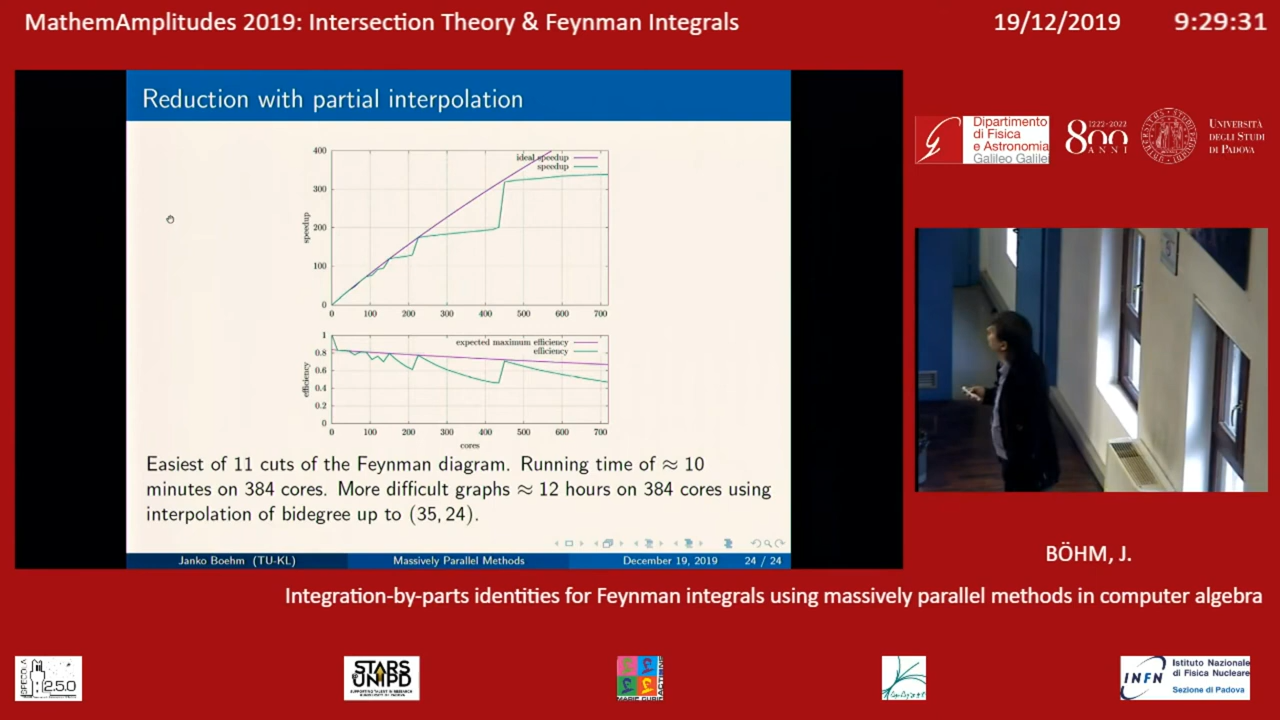 MathemAmplitudes 2019: Intersection Theory & Feynman Integrals
19/12/2019
9:29:31
Reduction with partial interpolation
400
300
200
100
0
speedup
ideal speedup
speedup
0 100 200 300 400 500 600 700
1
0.8
0.6
0.4
0.2
0
efficiency
expected maximum efficiency
efficiency
0 100 200 300 400 500 600 700
cores
Easiest of 11 cuts of the Feynman diagram. Running time of ≈ 10
minutes on 384 cores. More difficult graphs ≈ 12 hours on 384 cores using
interpolation of bidegree up to (35, 24).
Janko Boehm (TU-KL)
Massively Parallel Methods
December 19, 2019
24 / 24
Dipartimento
di Fisica
e Astronomia
Galileo Galile
1222-2022
800
ANNI
UNIVERSITÀ
DEGLI STUDI
DI PADOVA
BÖHM, J.
Integration-by-parts identities for Feynman integrals using massively parallel methods in computer algebra
SPECOLA
250
STARS
UNIPD
INFN
Istituto Nazionale
di Fisica Nucleare
Sezione di Padova